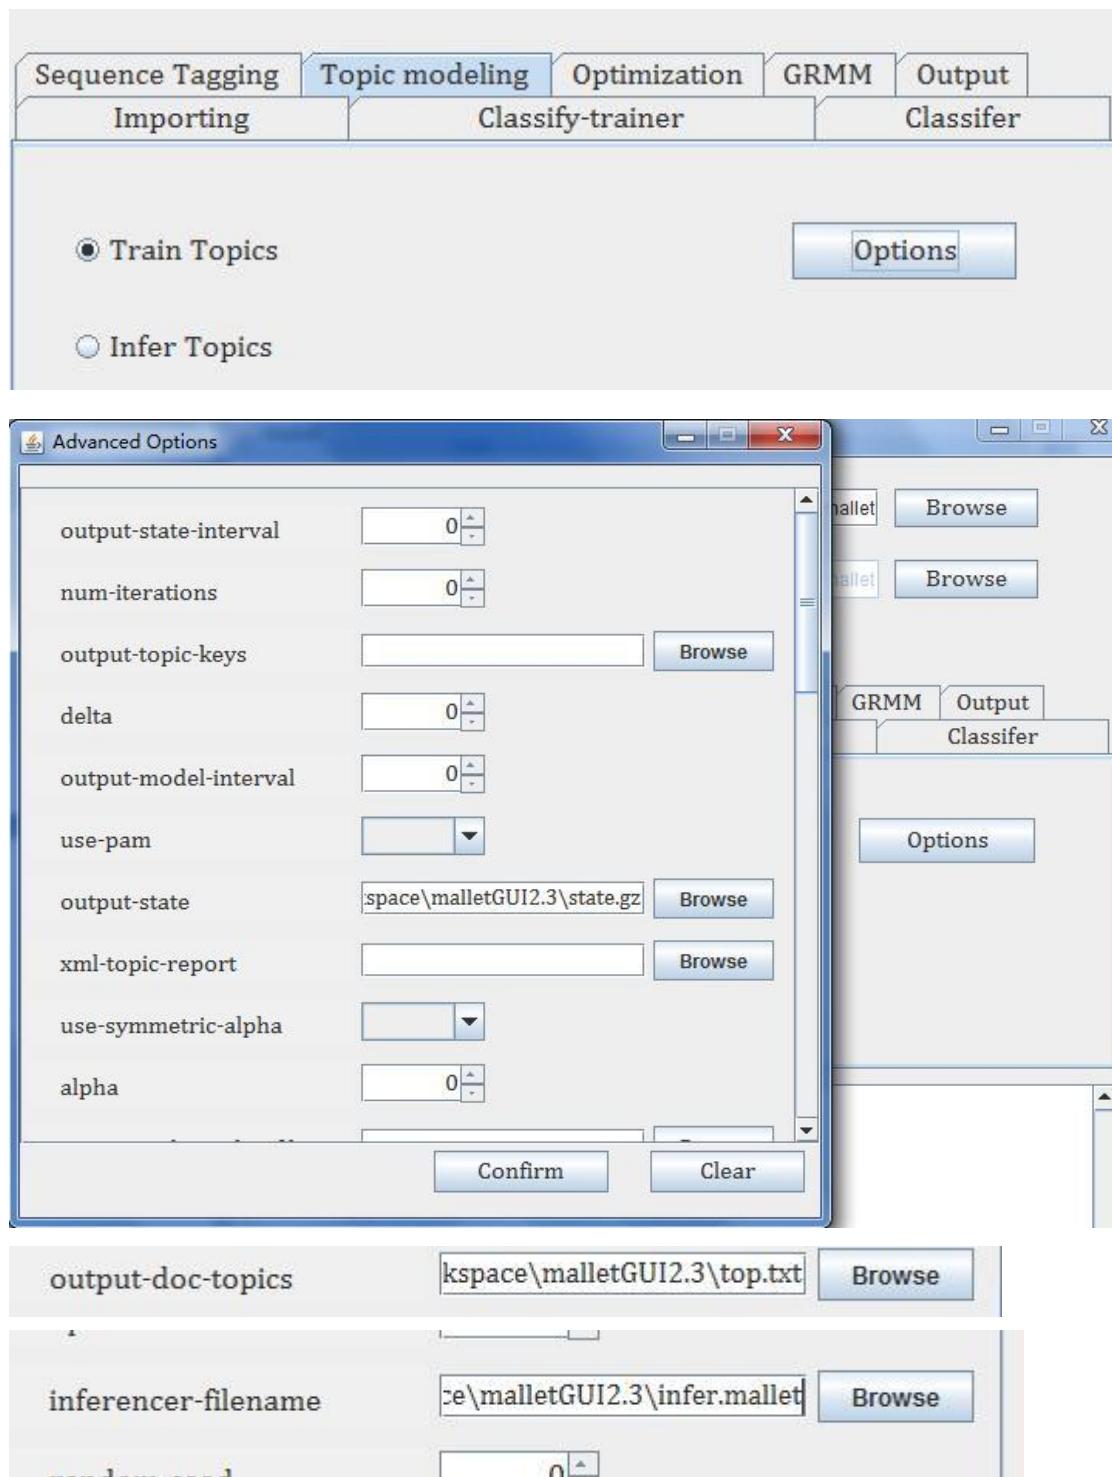 Sequence Tagging Topic modeling Optimization GRMM Output
Importing Classify-trainer Classifer
Train Topics Options
Infer Topics
Advanced Options
output-state-interval 0
allet Browse
num-iterations 0
allet Browse
output-topic-keys Browse
delta 0
GRMM Output
Classifer
output-model-interval 0
use-pam
Options
output-state space\malletGUI2.3\state.gz Browse
xml-topic-report Browse
use-symmetric-alpha
alpha 0
Confirm Clear
output-doc-topics kspace\malletGUI2.3\top.txt Browse
inferencer-filename e\malletGUI2.3\infer.mallet Browse
0